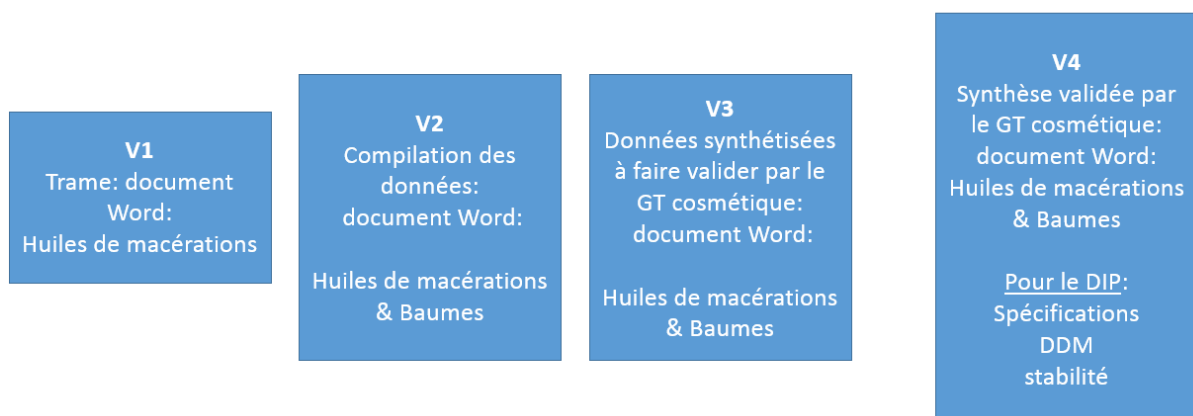 V1
Trame: document
Word:
Huiles de macérations
V2
Compilation des
données:
document Word:
Huiles de macérations
& Baumes
V3
Données synthétisées
à faire valider par le
GT cosmétique:
document Word:
Huiles de macérations
& Baumes
V4
Synthèse validée par
le GT cosmétique:
document Word:
Huiles de macérations
& Baumes
Pour le DIP:
Spécifications
DDM
stabilité